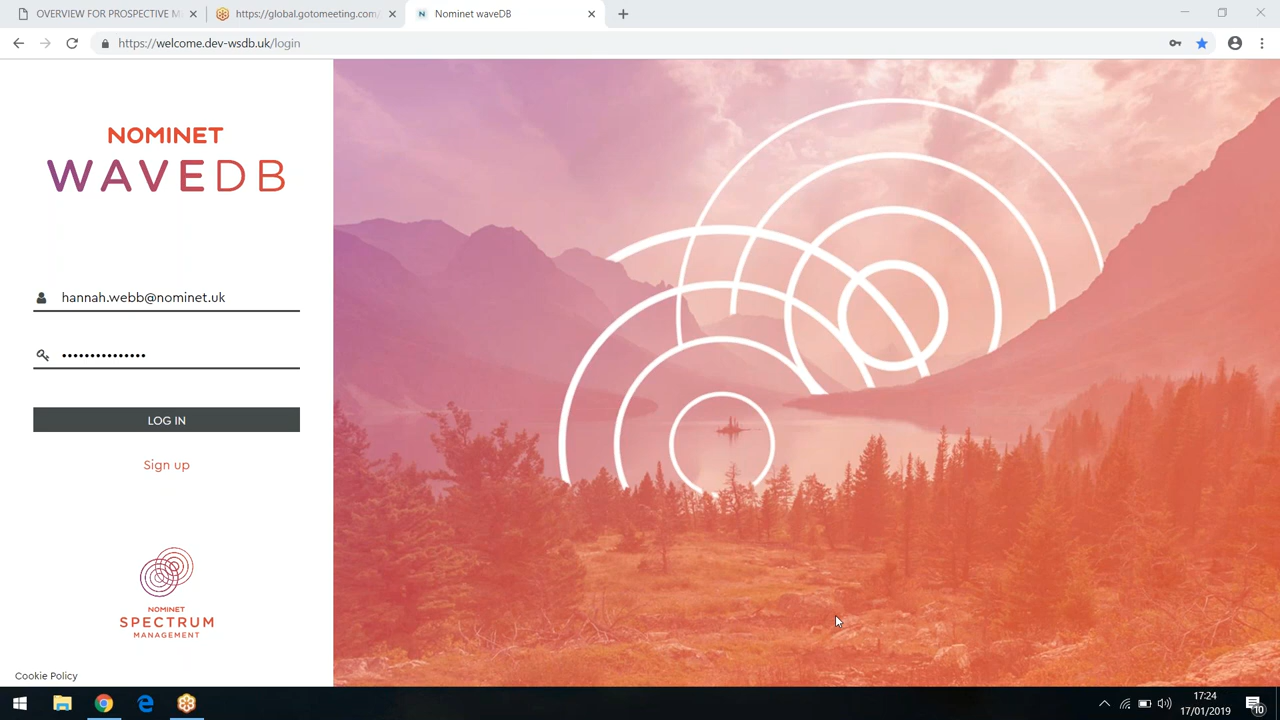 OVERVIEW FOR PROSPECTIVE M
https://global.gotomeeting.com/
Nominet waveDB
https://welcome.dev-wsdb.uk/login
NOMINET
WAVEDB
hannah.webb@nominet.uk
•••••••••••••••
LOG IN
Sign up
NOMINET
SPECTRUM
MANAGEMENT
Cookie Policy
17:24
17/01/2019
10